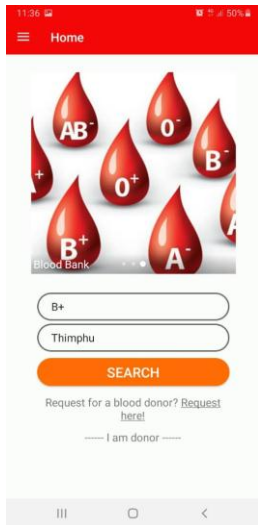 11:36
50%
Home
AB-
O-
B-
+
O+
A+
A
B+
A-
Blood Bank
B+
Thimphu
SEARCH
Request for a blood donor? Request
here!
------ I am donor ------